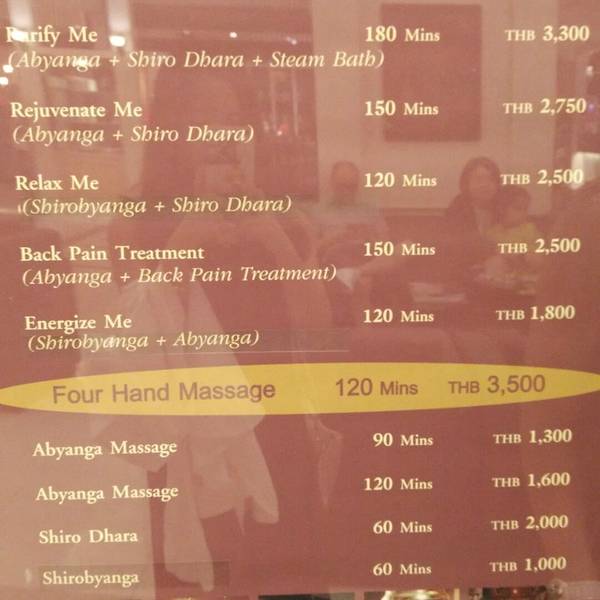 Purify Me 180 Mins THB 3,300
(Abyanga + Shiro Dhara + Steam Bath)
Rejuvenate Me 150 Mins THB 2,750
(Abyanga + Shiro Dhara)
Relax Me 120 Mins THB 2,500
(Shirobyanga + Shiro Dhara)
Back Pain Treatment 150 Mins THB 2,500
(Abyanga + Back Pain Treatment)
Energize Me 120 Mins THB 1,800
(Shirobyanga + Abyanga)
Four Hand Massage 120 Mins THB 3,500
Abyanga Massage 90 Mins THB 1,300
Abyanga Massage 120 Mins THB 1,600
Shiro Dhara 60 Mins THB 2,000
Shirobyanga 60 Mins THB 1,000